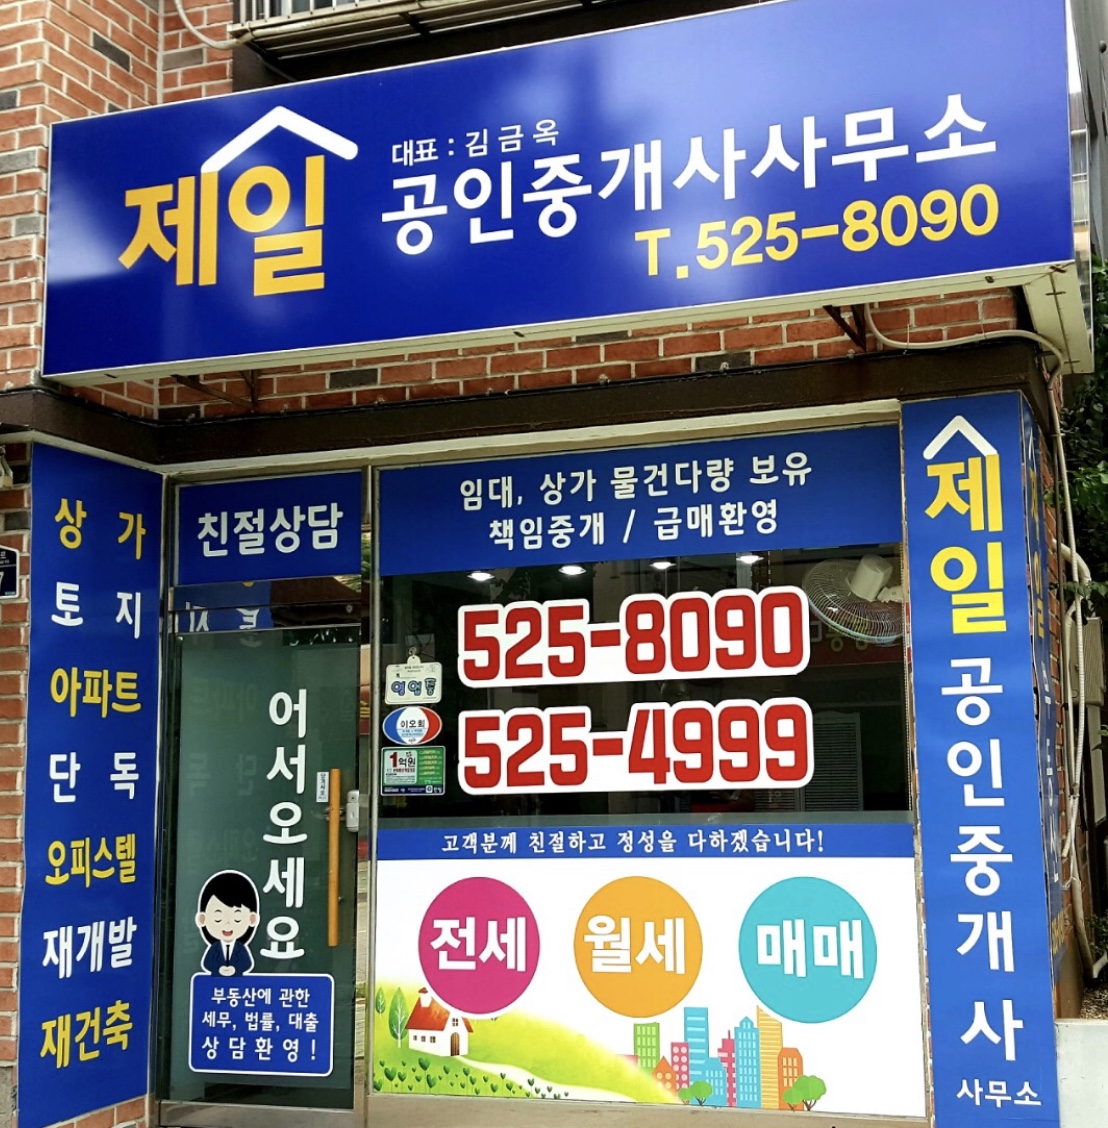 제일
대표 : 김금옥
공인중개사사무소
T.525-8090
상가
토지
아파트
단독
오피스텔
재개발
재건축
친절상담
어서오세요
부동산에 관한
세무, 법률, 대출
상담환영!
임대, 상가 물건다량 보유
책임중개 / 급매환영
525-8090
525-4999
영업중
1억원
고객분께 친절하고 정성을 다하겠습니다!
전세
월세
매매
제일
공인중개사
사무소